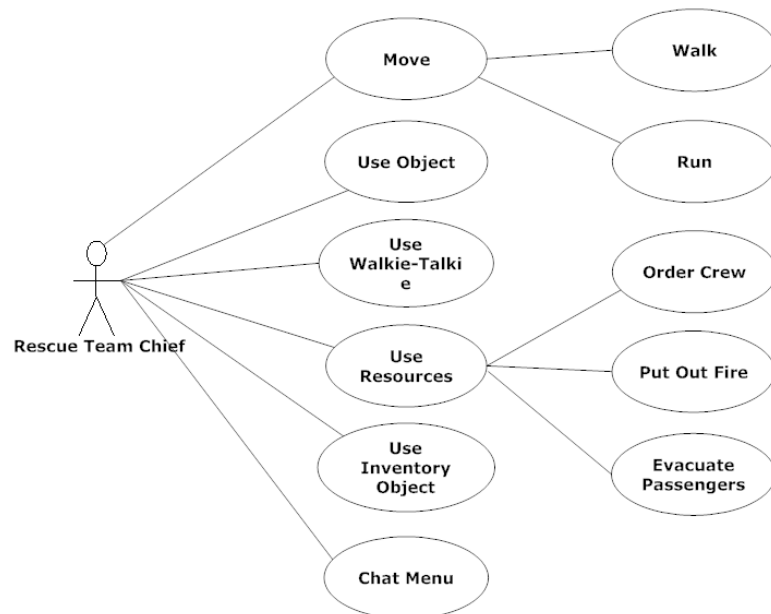 Move
Walk
Use Object
Run
Use
Walkie-Talki
e
Order Crew
Rescue Team Chief
Use
Resources
Put Out Fire
Use
Inventory
Object
Evacuate
Passengers
Chat Menu